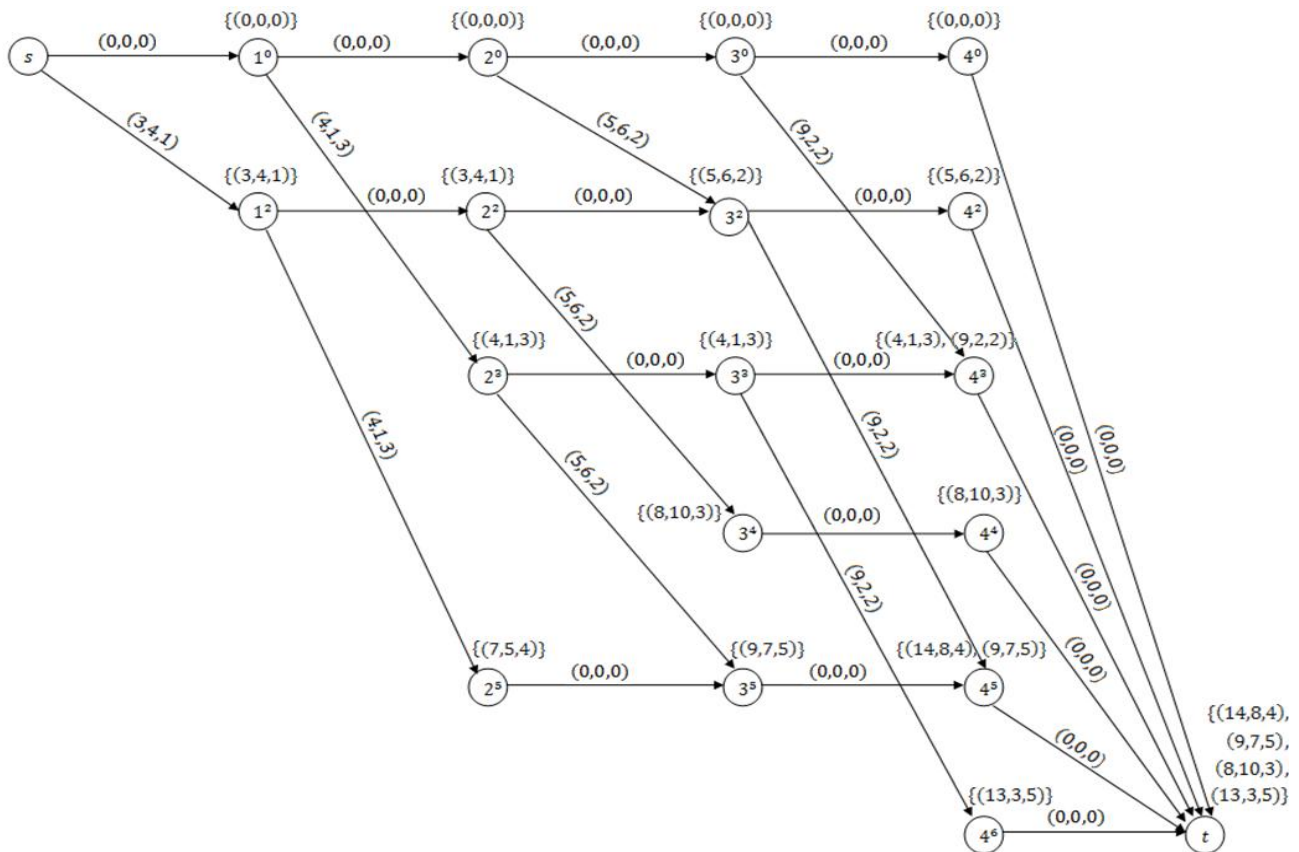 {(0,0,0)} {(0,0,0)} {(0,0,0)} {(0,0,0)}
s (0,0,0) 1⁰ (0,0,0) 2⁰ (0,0,0) 3⁰ (0,0,0) 4⁰
(3,4,1) (4,1,3) (5,6,2) (9,2,2)
{(3,4,1)} {(3,4,1)} {(5,6,2)} {(5,6,2)}
1² (0,0,0) 2² (0,0,0) 3² (0,0,0) 4²
(5,6,2)
{(4,1,3)} {(4,1,3)} {(4,1,3), (9,2,2)}
2³ (0,0,0) 3³ (0,0,0) 4³
(4,1,3) (5,6,2) (9,2,2) (0,0,0) (0,0,0)
{(8,10,3)} {(8,10,3)}
3⁴ (0,0,0) 4⁴
(9,2,2) (0,0,0)
{(7,5,4)} {(9,7,5)} {(14,8,4), (9,7,5)}
2⁵ (0,0,0) 3⁵ (0,0,0) 4⁵
(0,0,0)
(0,0,0)
{(14,8,4),
(9,7,5),
(8,10,3),
(13,3,5)}
{(13,3,5)}
4⁶ (0,0,0) t